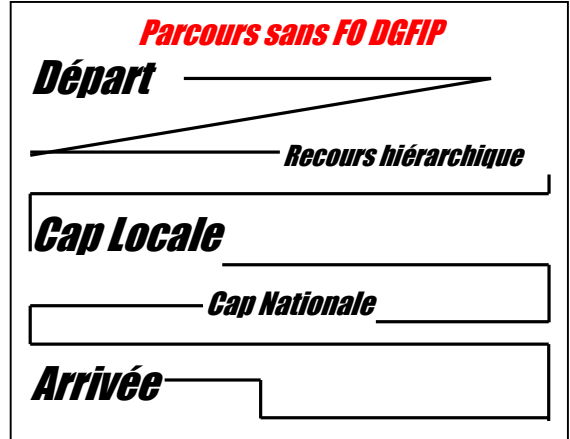 Parcours sans FO DGFIP
Départ
Recours hiérarchique
Cap Locale
Cap Nationale
Arrivée